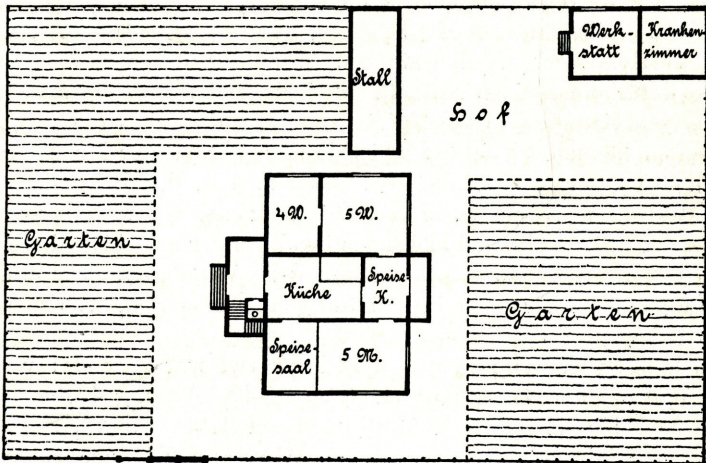 Werk-
statt
Kranken-
zimmer
Stall
Hof
4 W.
5 W.
Garten
Küche
Speise
K.
Garten
Speise-
saal
5 M.